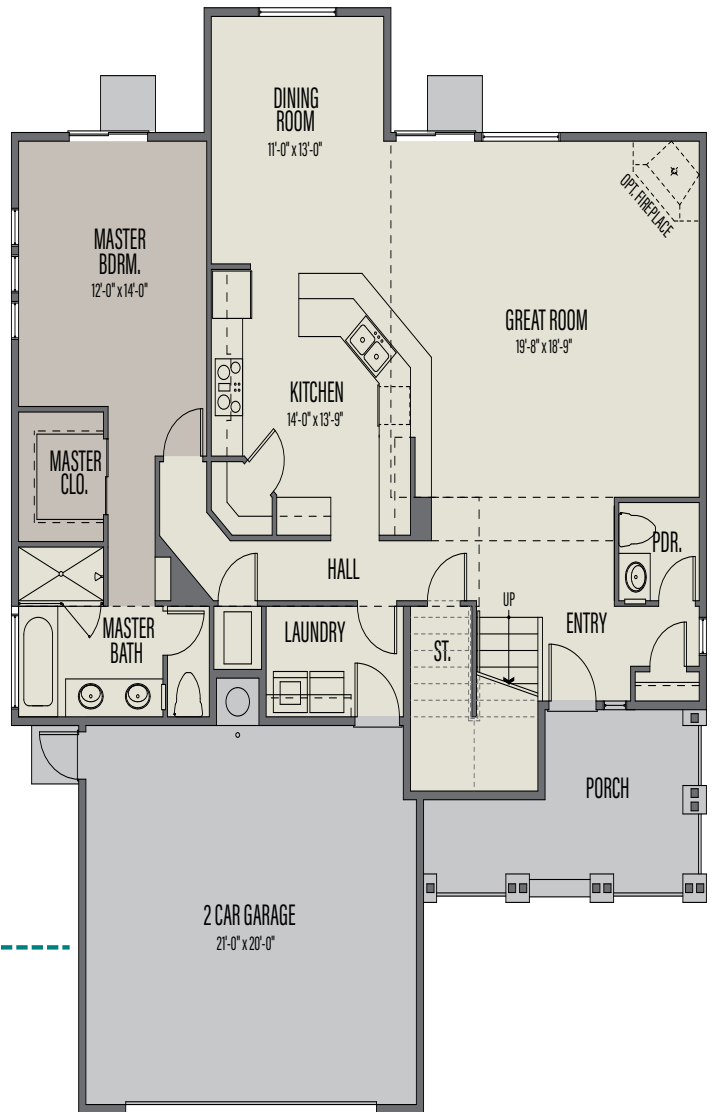 DINING
ROOM
11'-0" x 13'-0"
OPT. FIREPLACE
MASTER
BDRM.
12'-0" x 14'-0"
GREAT ROOM
19'-8" x 18'-9"
KITCHEN
14'-0" x 13'-9"
MASTER
CLO.
PDR.
HALL
UP
MASTER
BATH
LAUNDRY
ST.
ENTRY
PORCH
2 CAR GARAGE
21'-0" x 20'-0"